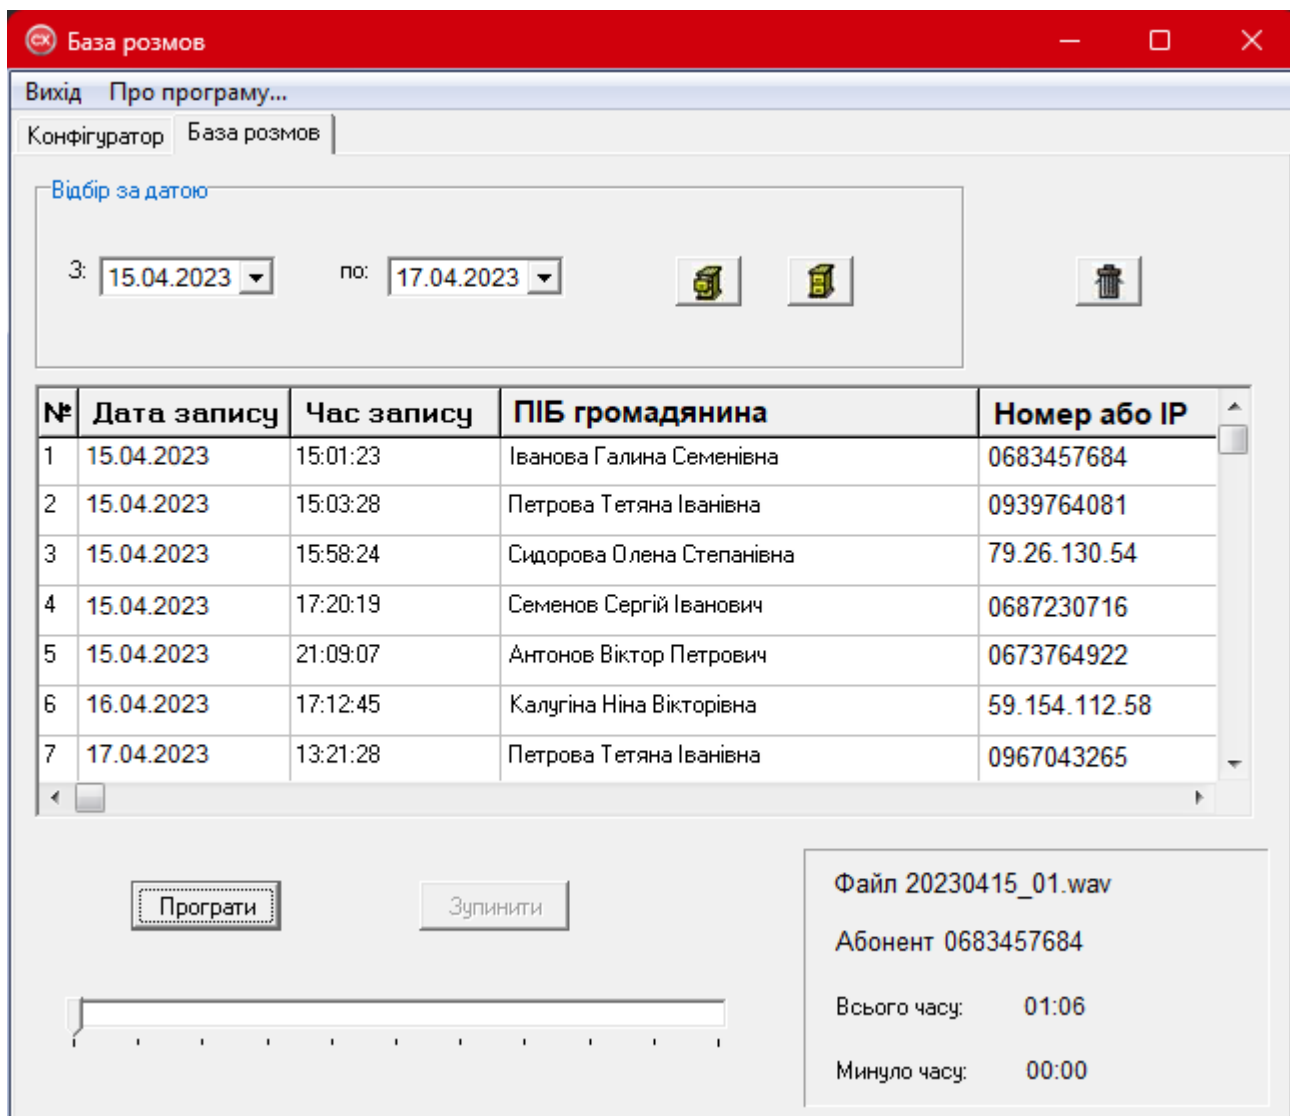 База розмов
Вихід Про програму...
Конфігуратор База розмов
Відбір за датою
З: 15.04.2023 по: 17.04.2023
№ Дата запису Час запису ПІБ громадянина Номер або IP
1 15.04.2023 15:01:23 Іванова Галина Семенівна 0683457684
2 15.04.2023 15:03:28 Петрова Тетяна Іванівна 0939764081
3 15.04.2023 15:58:24 Сидорова Олена Степанівна 79.26.130.54
4 15.04.2023 17:20:19 Семенов Сергій Іванович 0687230716
5 15.04.2023 21:09:07 Антонов Віктор Петрович 0673764922
6 16.04.2023 17:12:45 Калугіна Ніна Вікторівна 59.154.112.58
7 17.04.2023 13:21:28 Петрова Тетяна Іванівна 0967043265
Програти Зупинити
Файл 20230415_01.wav
Абонент 0683457684
Всього часу: 01:06
Минуло часу: 00:00